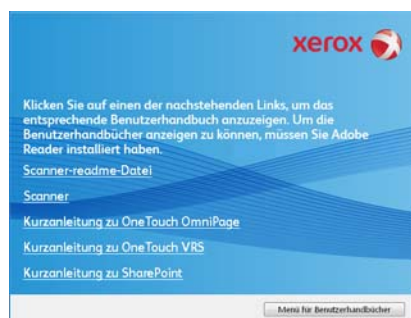 xerox
Klicken Sie auf einen der nachstehenden Links, um das
entsprechende Benutzerhandbuch anzuzeigen. Um die
Benutzerhandbücher anzeigen zu können, müssen Sie Adobe
Reader installiert haben.
Scanner-readme-Datei
Scanner
Kurzanleitung zu OneTouch OmniPage
Kurzanleitung zu OneTouch VRS
Kurzanleitung zu SharePoint
Menü für Benutzerhandbücher